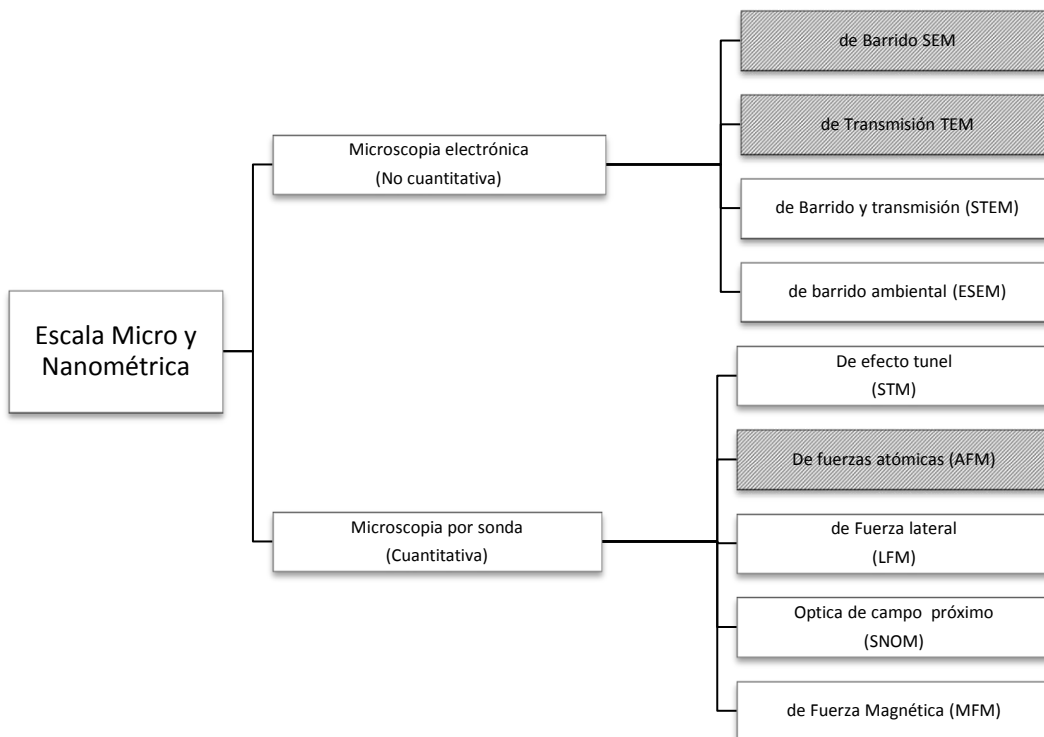 Escala Micro y
Nanométrica
Microscopia electrónica
(No cuantitativa)
de Barrido SEM
de Transmisión TEM
de Barrido y transmisión (STEM)
de barrido ambiental (ESEM)
Microscopia por sonda
(Cuantitativa)
De efecto tunel
(STM)
De fuerzas atómicas (AFM)
de Fuerza lateral
(LFM)
Optica de campo próximo
(SNOM)
de Fuerza Magnética (MFM)